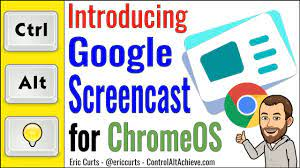 Ctrl
Alt
Introducing
Google
Screencast
for ChromeOS
Eric Curts - @ericcurts - ControlAltAchieve.com